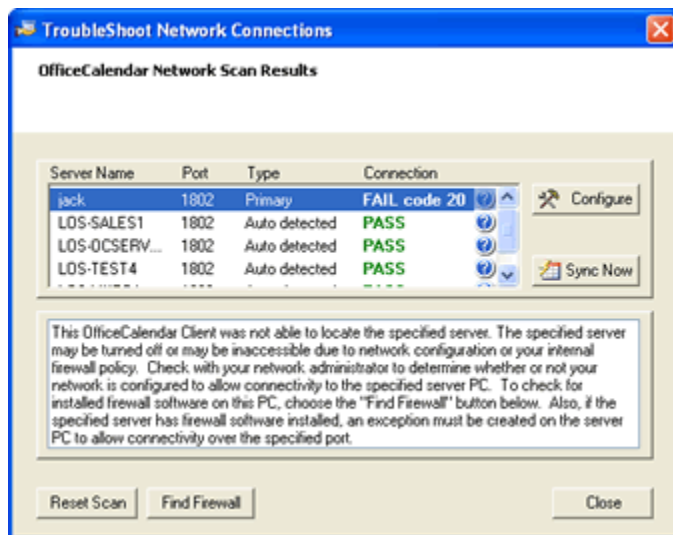 TroubleShoot Network Connections
OfficeCalendar Network Scan Results
Server Name Port Type Connection
jack 1802 Primary FAIL code 20
Configure
LOS-SALES1 1802 Auto detected PASS
LOS-OCSERV... 1802 Auto detected PASS
LOS-TEST4 1802 Auto detected PASS
Sync Now
This OfficeCalendar Client was not able to locate the specified server. The specified server
may be turned off or may be inaccessible due to network configuration or your internal
firewall policy. Check with your network administrator to determine whether or not your
network is configured to allow connectivity to the specified server PC. To check for
installed firewall software on this PC, choose the "Find Firewall" button below. Also, if the
specified server has firewall software installed, an exception must be created on the server
PC to allow connectivity over the specified port.
Reset Scan Find Firewall Close